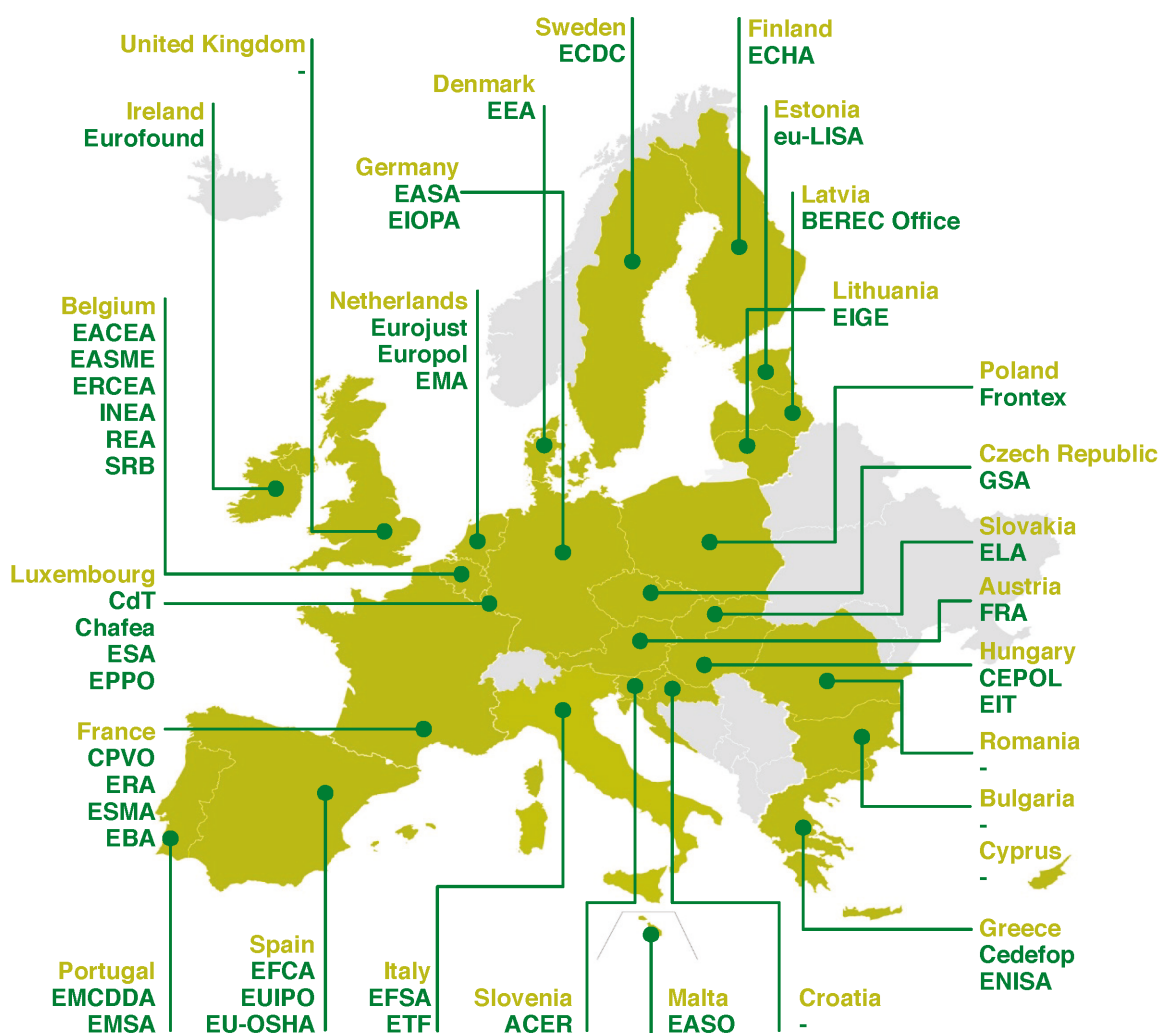 United Kingdom
-
Ireland
Eurofound
Sweden
ECDC
Finland
ECHA
Denmark
EEA
Estonia
eu-LISA
Germany
EASA
EIOPA
Latvia
BEREC Office
Lithuania
EIGE
Belgium
EACEA
EASME
ERCEA
INEA
REA
SRB
Netherlands
Eurojust
Europol
EMA
Poland
Frontex
Czech Republic
GSA
Slovakia
ELA
Luxembourg
CdT
Chafea
ESA
EPPO
Austria
FRA
Hungary
CEPOL
EIT
France
CPVO
ERA
ESMA
EBA
Romania
-
Bulgaria
-
Cyprus
-
Greece
Cedefop
ENISA
Portugal
EMCDDA
EMSA
Spain
EFCA
EUIPO
EU-OSHA
Italy
EFSA
ETF
Slovenia
ACER
Malta
EASO
Croatia
-